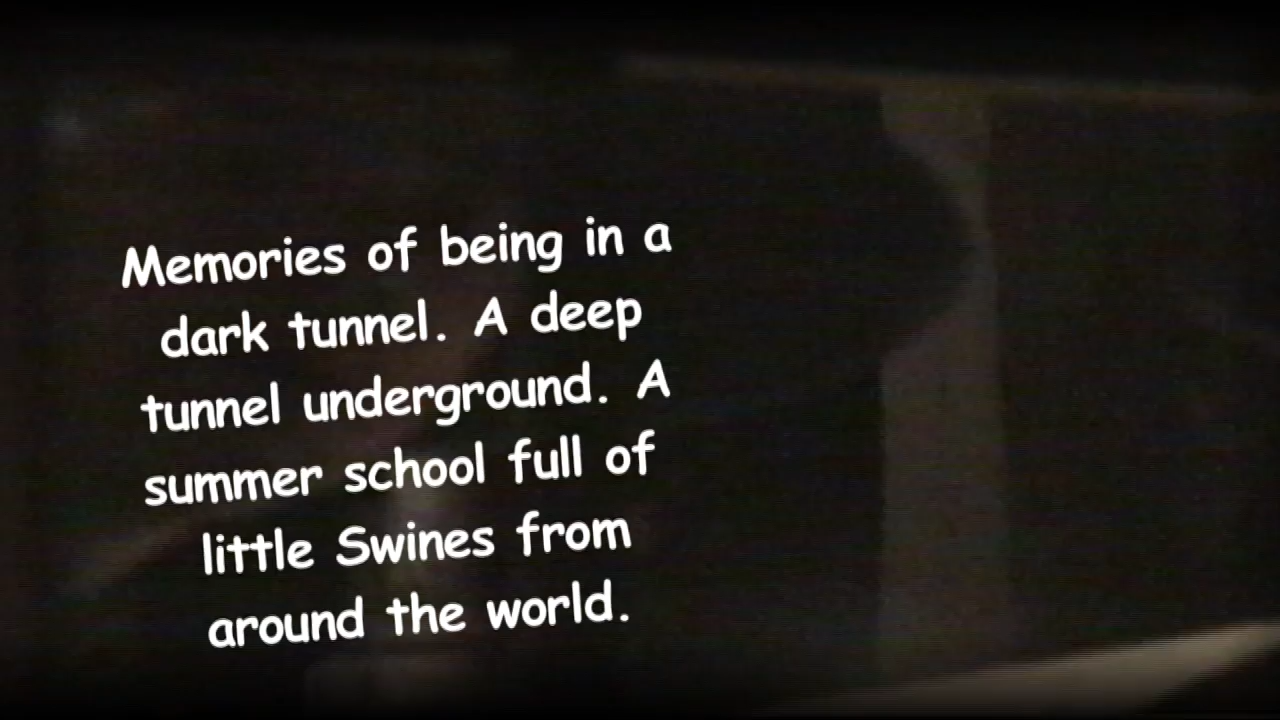 Memories of being in a
dark tunnel. A deep
tunnel underground. A
summer school full of
little Swines from
around the world.